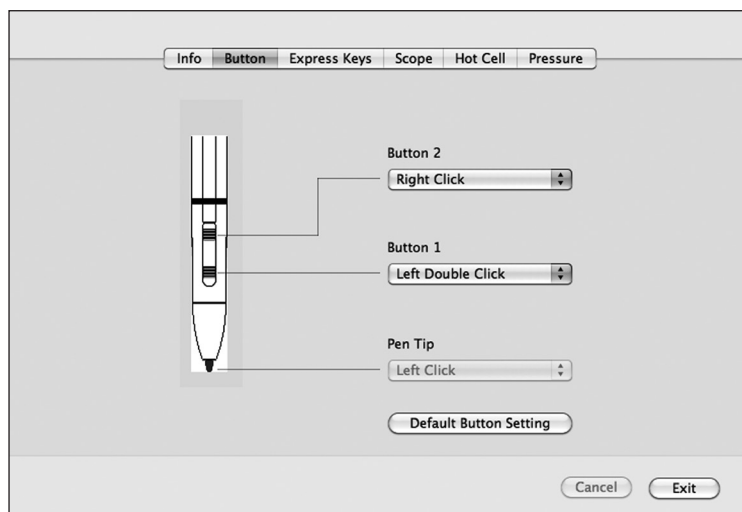 Info Button Express Keys Scope Hot Cell Pressure
Button 2
Right Click
Button 1
Left Double Click
Pen Tip
Left Click
Default Button Setting
Cancel Exit